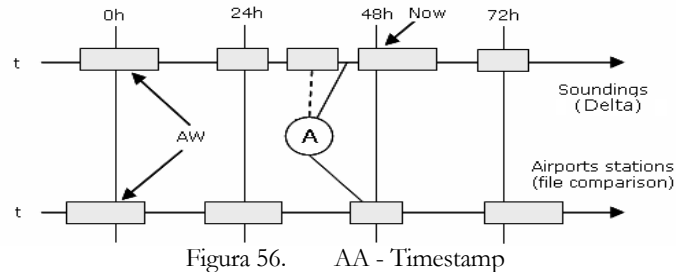 0h 24h 48h Now 72h
t
Soundings
(Delta)
A
AW
Airports stations
(file comparison)
t
Figura 56. AA - Timestamp